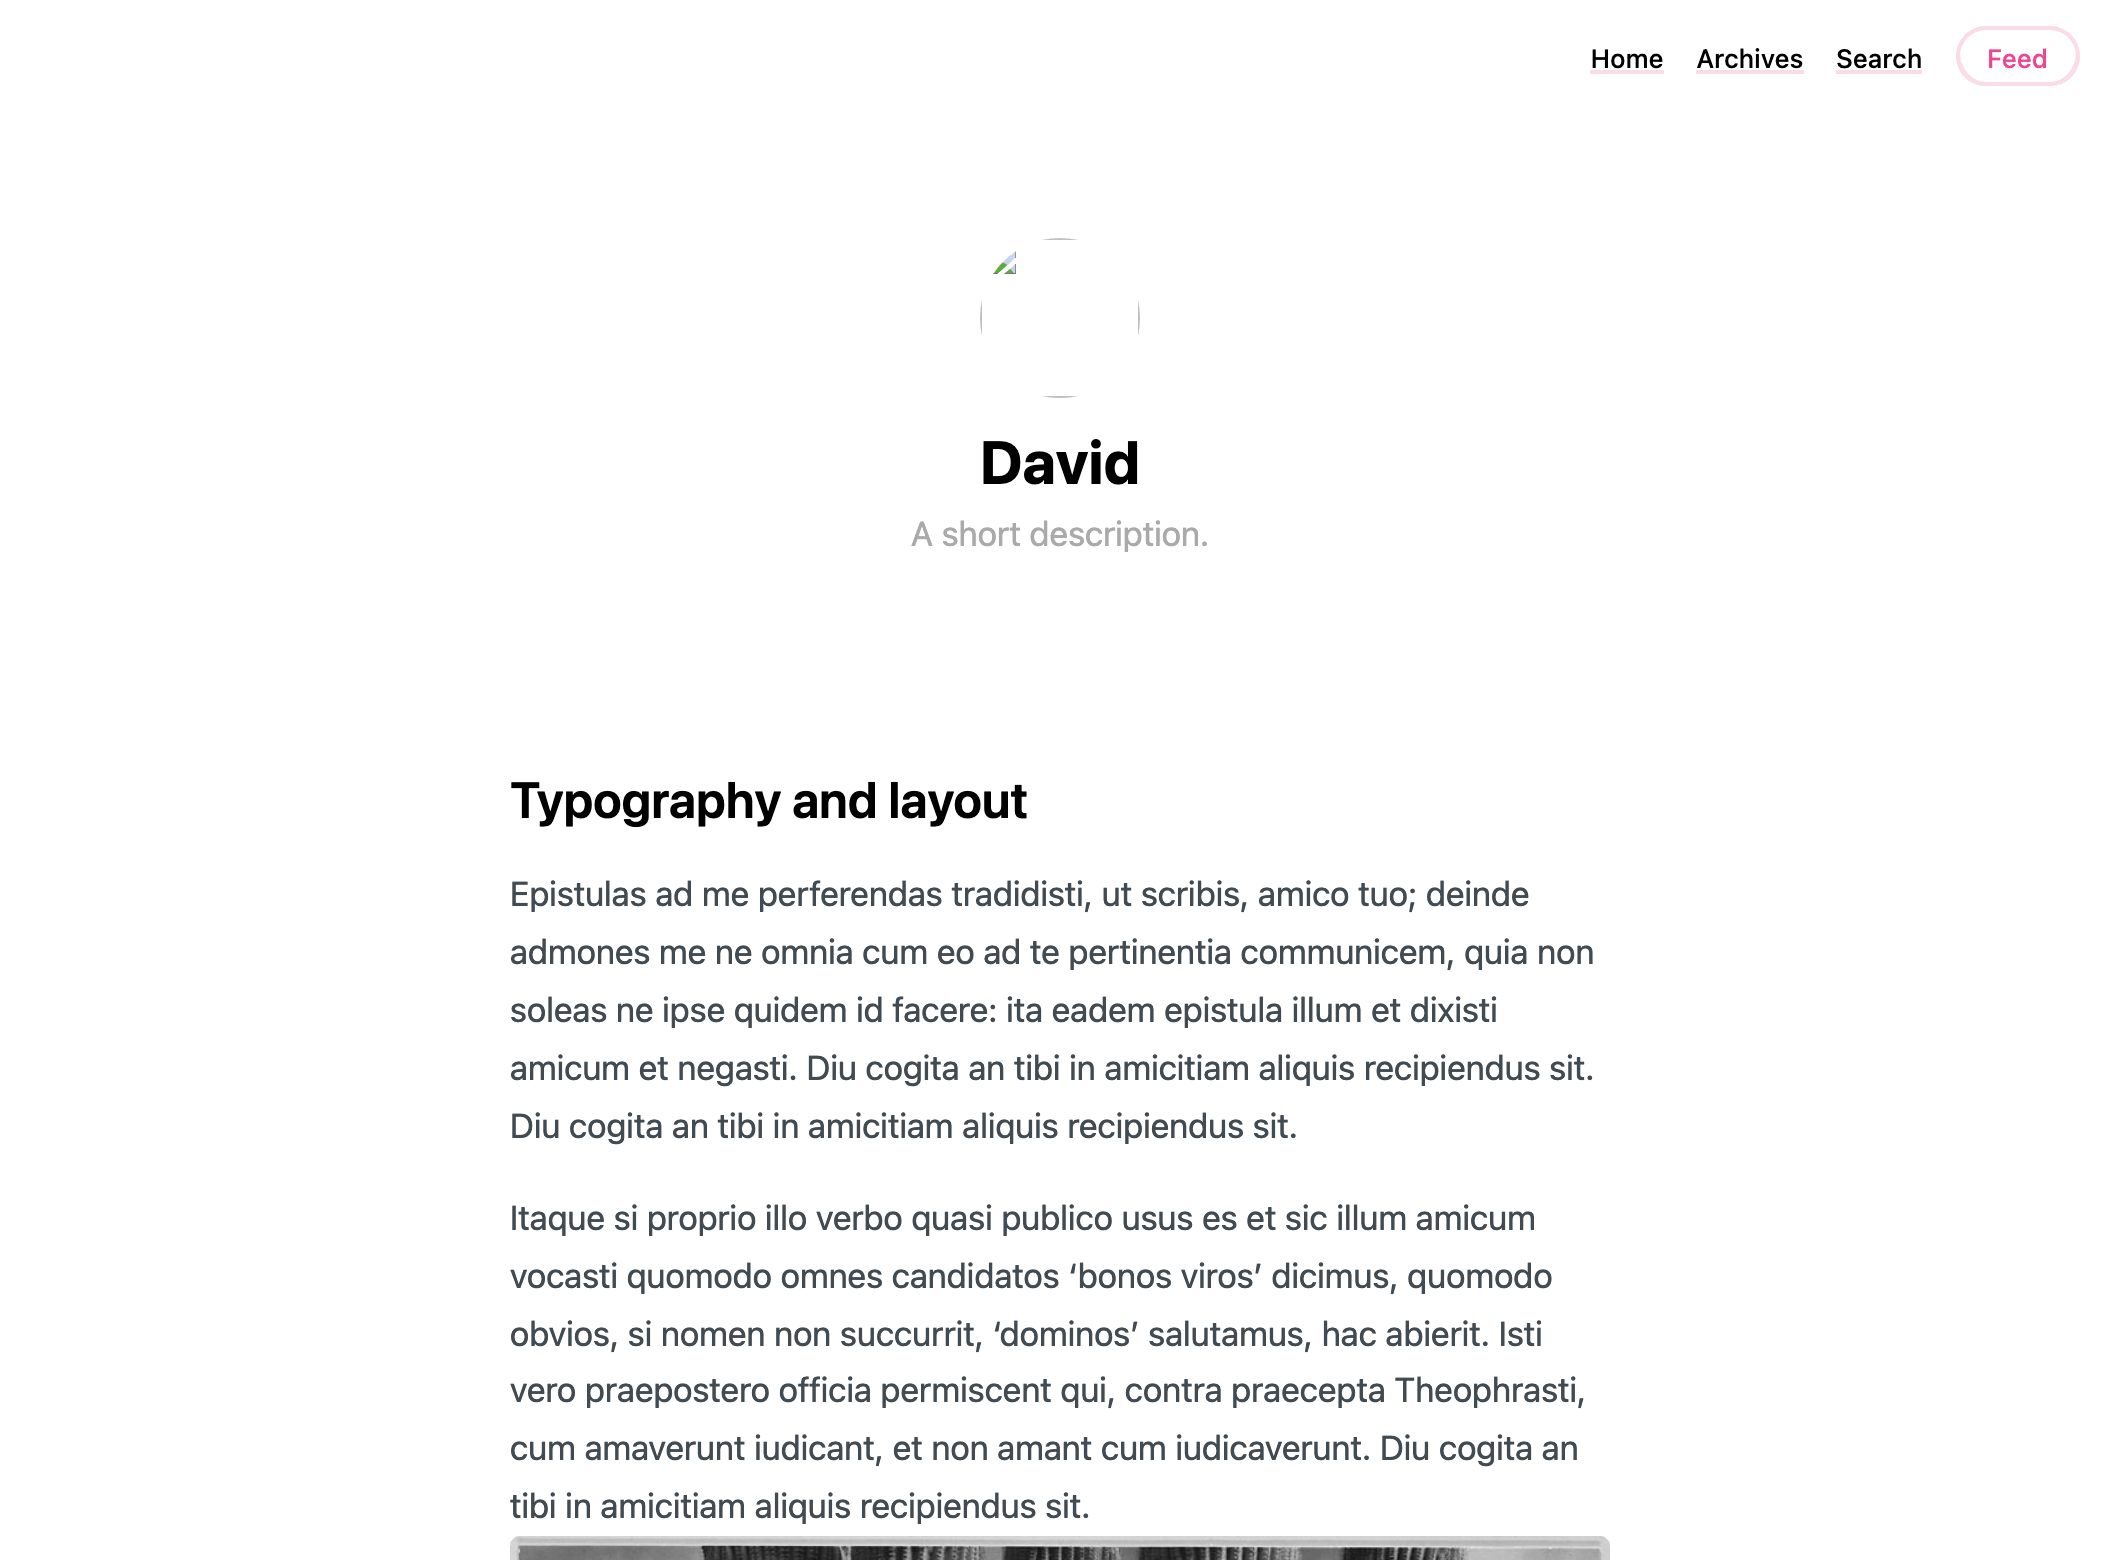 Home Archives Search Feed
David
A short description.
Typography and layout
Epistulas ad me perferendas tradidisti, ut scribis, amico tuo; deinde
admones me ne omnia cum eo ad te pertinentia communicem, quia non
soleas ne ipse quidem id facere: ita eadem epistula illum et dixisti
amicum et negasti. Diu cogita an tibi in amicitiam aliquis recipiendus sit.
Diu cogita an tibi in amicitiam aliquis recipiendus sit.
Itaque si proprio illo verbo quasi publico usus es et sic illum amicum
vocasti quomodo omnes candidatos ‘bonos viros’ dicimus, quomodo
obvios, si nomen non succurrit, ‘dominos’ salutamus, hac abierit. Isti
vero praepostero officia permiscent qui, contra praecepta Theophrasti,
cum amaverunt iudicant, et non amant cum iudicaverunt. Diu cogita an
tibi in amicitiam aliquis recipiendus sit.